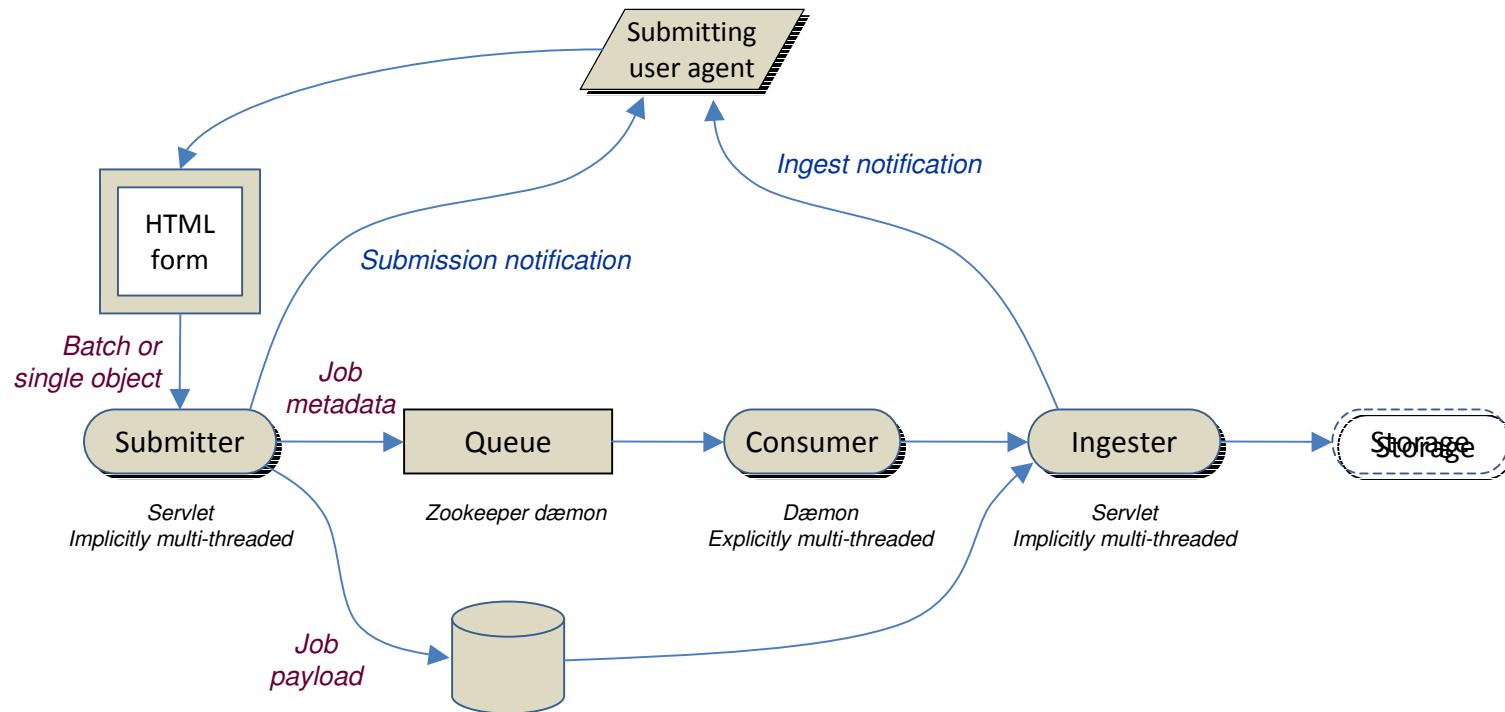 Submitting
user agent
Ingest notification
HTML
form
Submission notification
Batch or
single object
Job
metadata
Submitter
Queue
Consumer
Ingester
Storage
Storage
Servlet
Implicitly multi-threaded
Zookeeper dæmon
Dæmon
Explicitly multi-threaded
Servlet
Implicitly multi-threaded
Job
payload